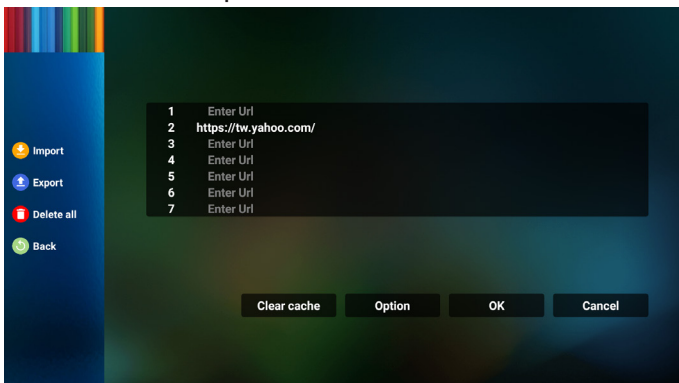 Import
Export
Delete all
Back
1 Enter Url
2 https://tw.yahoo.com/
3 Enter Url
4 Enter Url
5 Enter Url
6 Enter Url
7 Enter Url
Clear cache Option OK Cancel